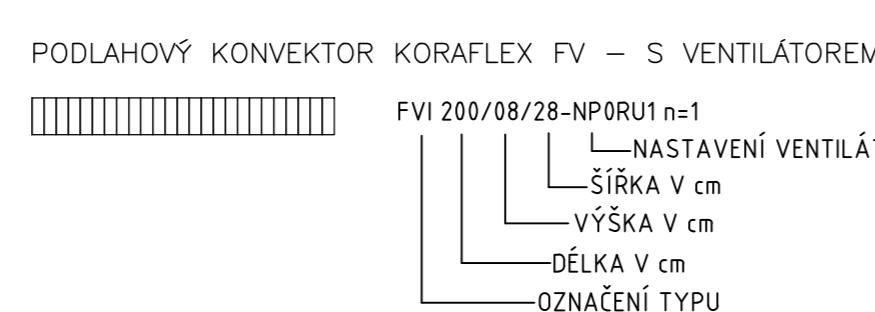 PODLAHOVÝ KONVEKTOR KORAFLEX FV – S VENTILÁTOREM
FVI 200/08/28-NP0RU1 n=1
NASTAVENÍ
ŠÍŘKA V cm
VÝŠKA V cm
DÉLKA V cm
OZNAČENÍ TYPU